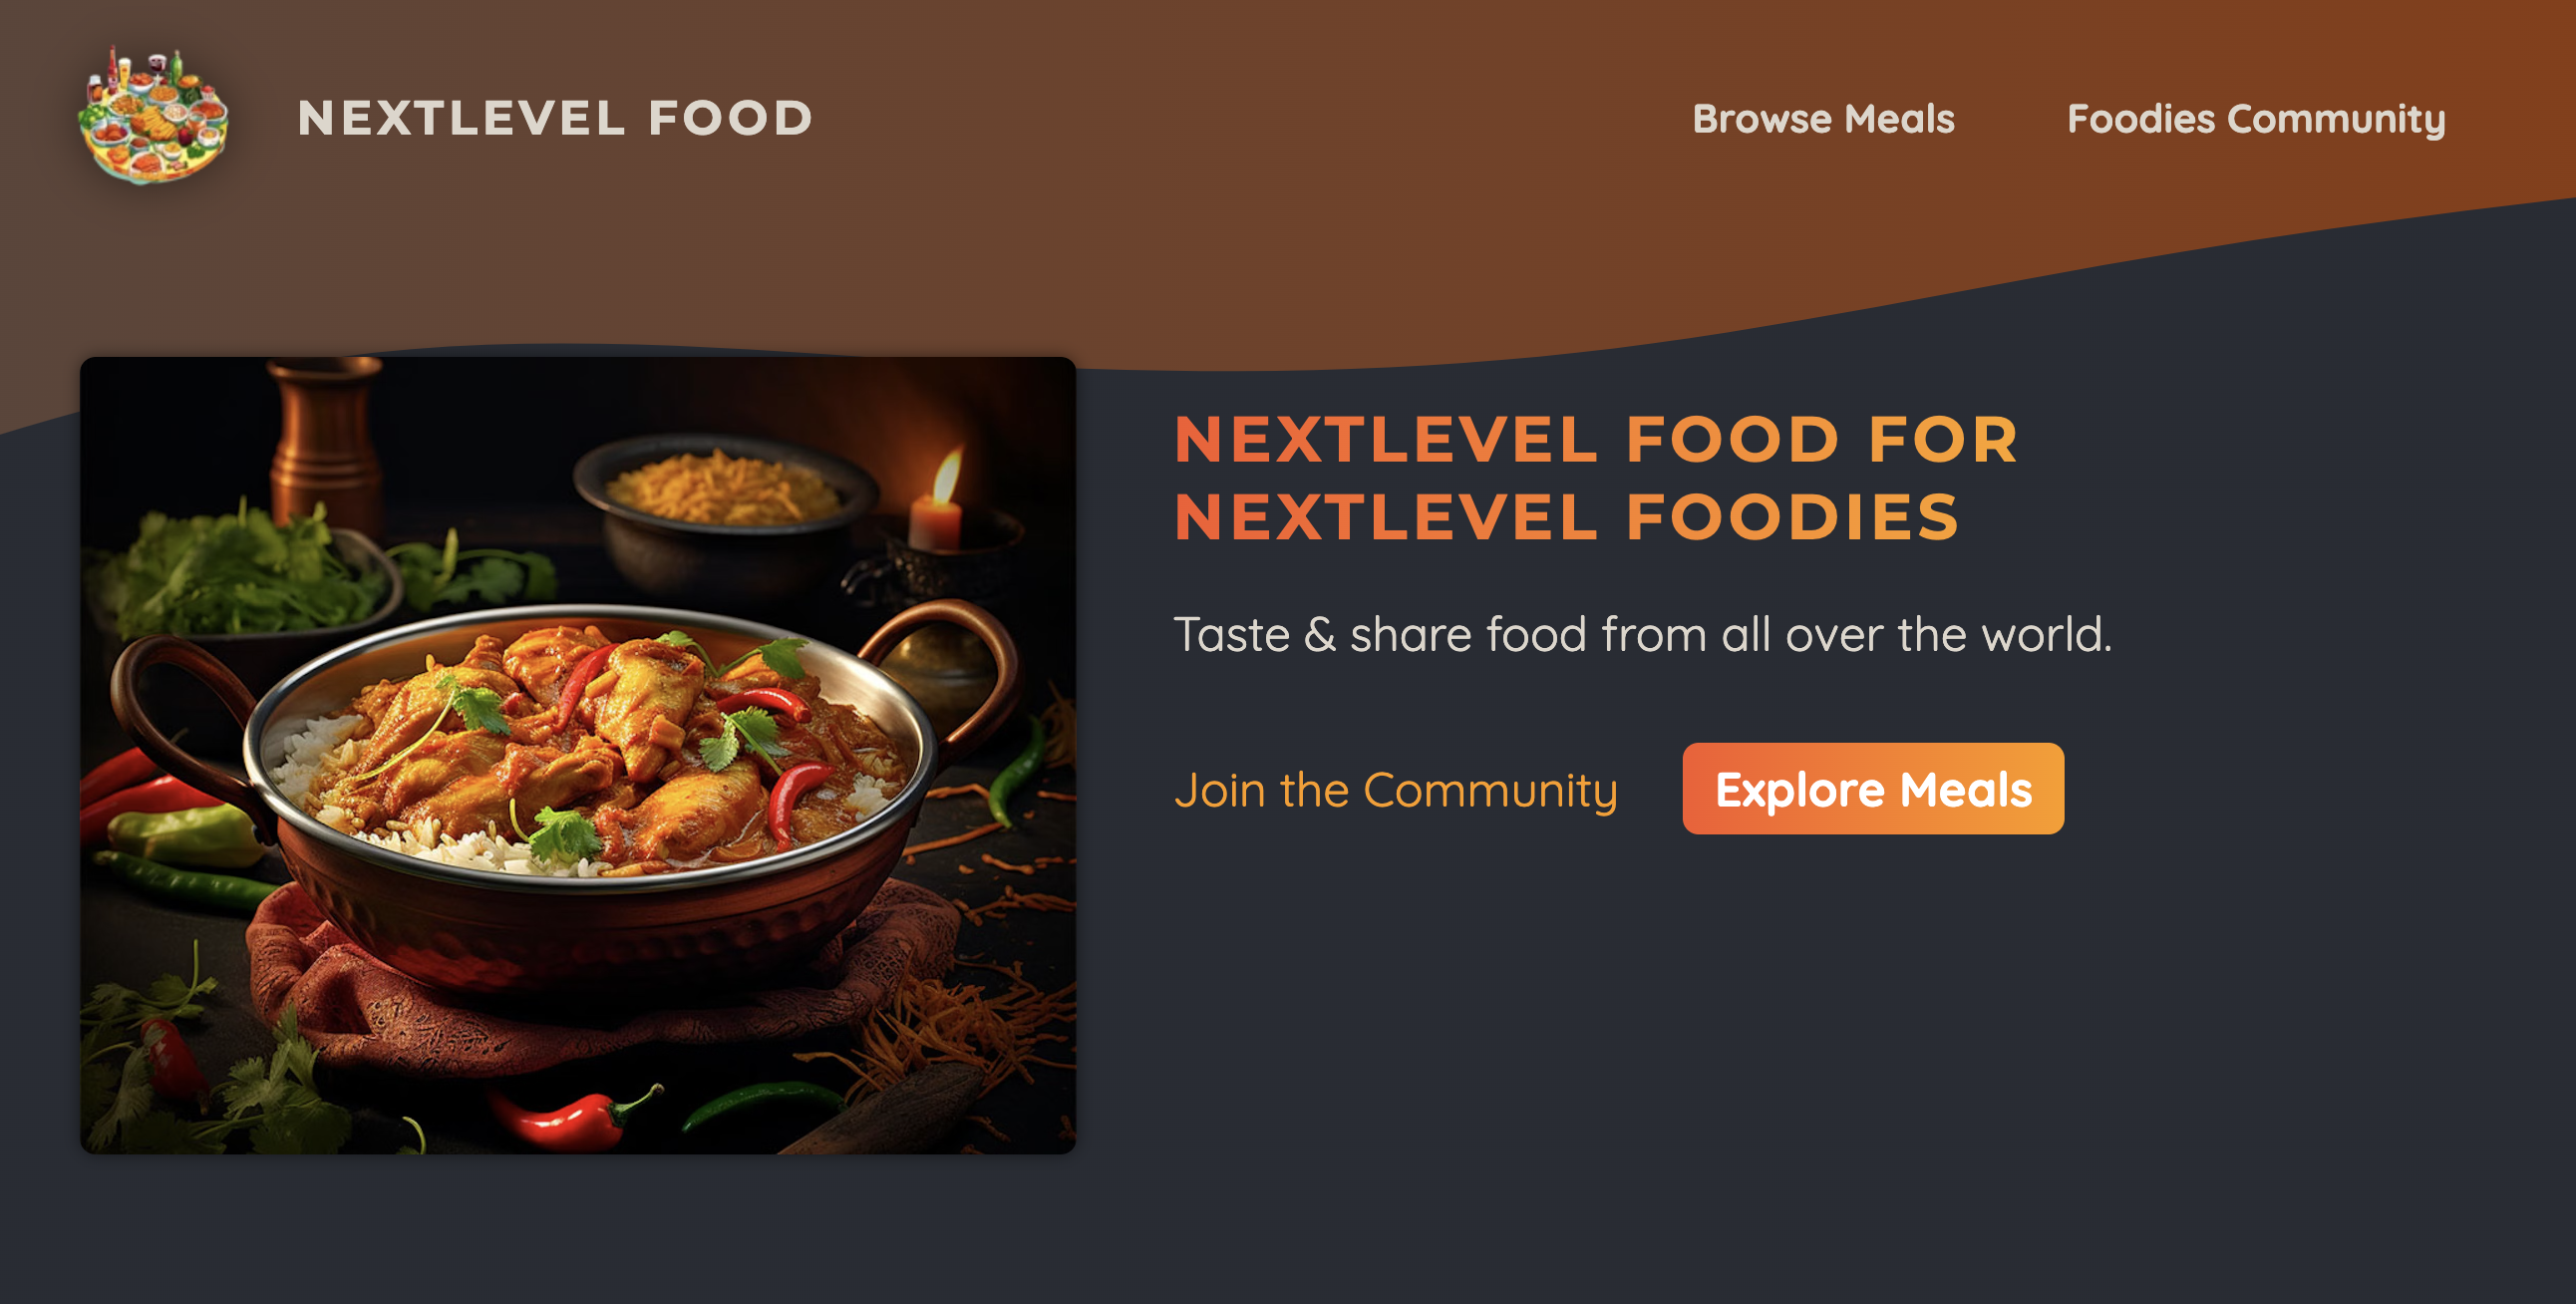 NEXTLEVEL FOOD
Browse Meals
Foodies Community
NEXTLEVEL FOOD FOR
NEXTLEVEL FOODIES
Taste & share food from all over the world.
Join the Community
Explore Meals